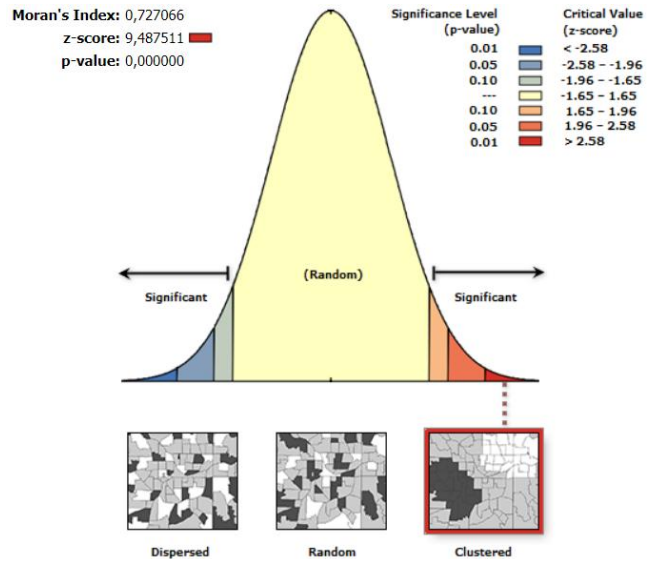 Moran's Index: 0,727066
z-score: 9,487511
p-value: 0,000000
Significance Level
(p-value)
0.01
0.05
0.10
---
0.10
0.05
0.01
Critical Value
(z-score)
< -2.58
-2.58 – -1.96
-1.96 – -1.65
-1.65 – 1.65
1.65 – 1.96
1.96 – 2.58
> 2.58
Significant
(Random)
Significant
Dispersed
Random
Clustered